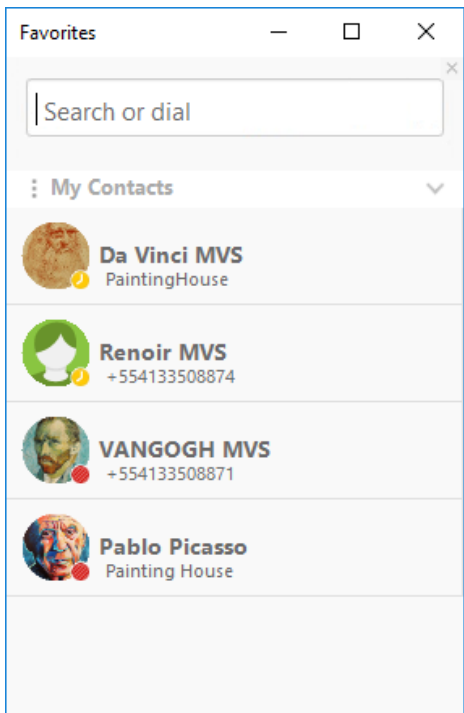 Favorites
Search or dial
My Contacts
Da Vinci MVS
PaintingHouse
Renoir MVS
+554133508874
VANGOGH MVS
+554133508871
Pablo Picasso
Painting House